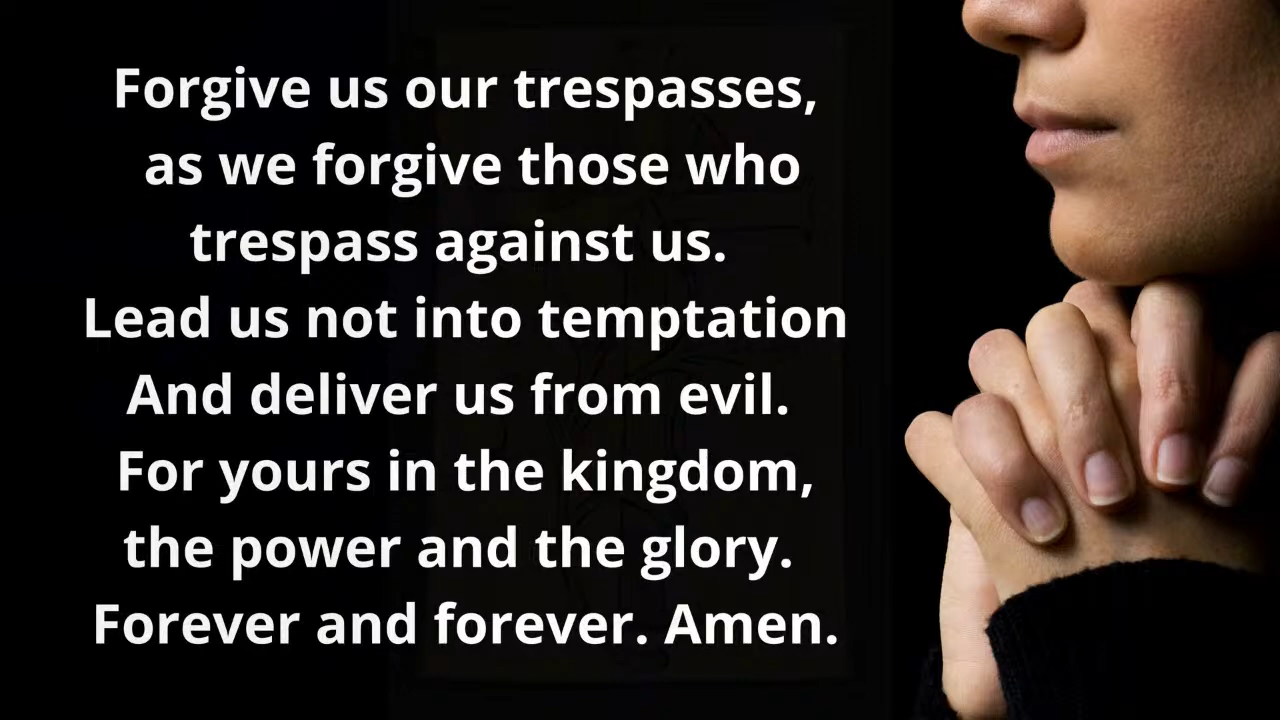 Forgive us our trespasses,
as we forgive those who
trespass against us.
Lead us not into temptation
And deliver us from evil.
For yours in the kingdom,
the power and the glory.
Forever and forever. Amen.